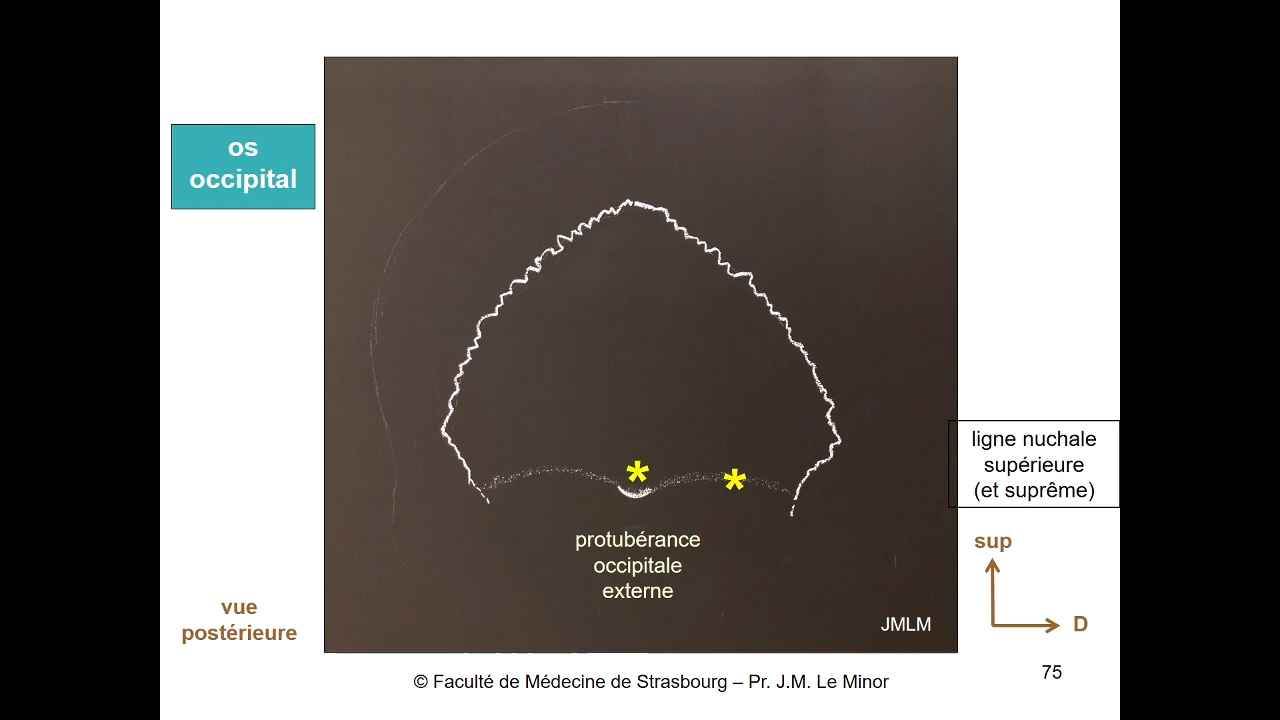 os
occipital
ligne nuchale
supérieure
(et suprême)
*
*
protubérance
occipitale
externe
sup
D
vue
postérieure
JMLM
75
© Faculté de Médecine de Strasbourg – Pr. J.M. Le Minor